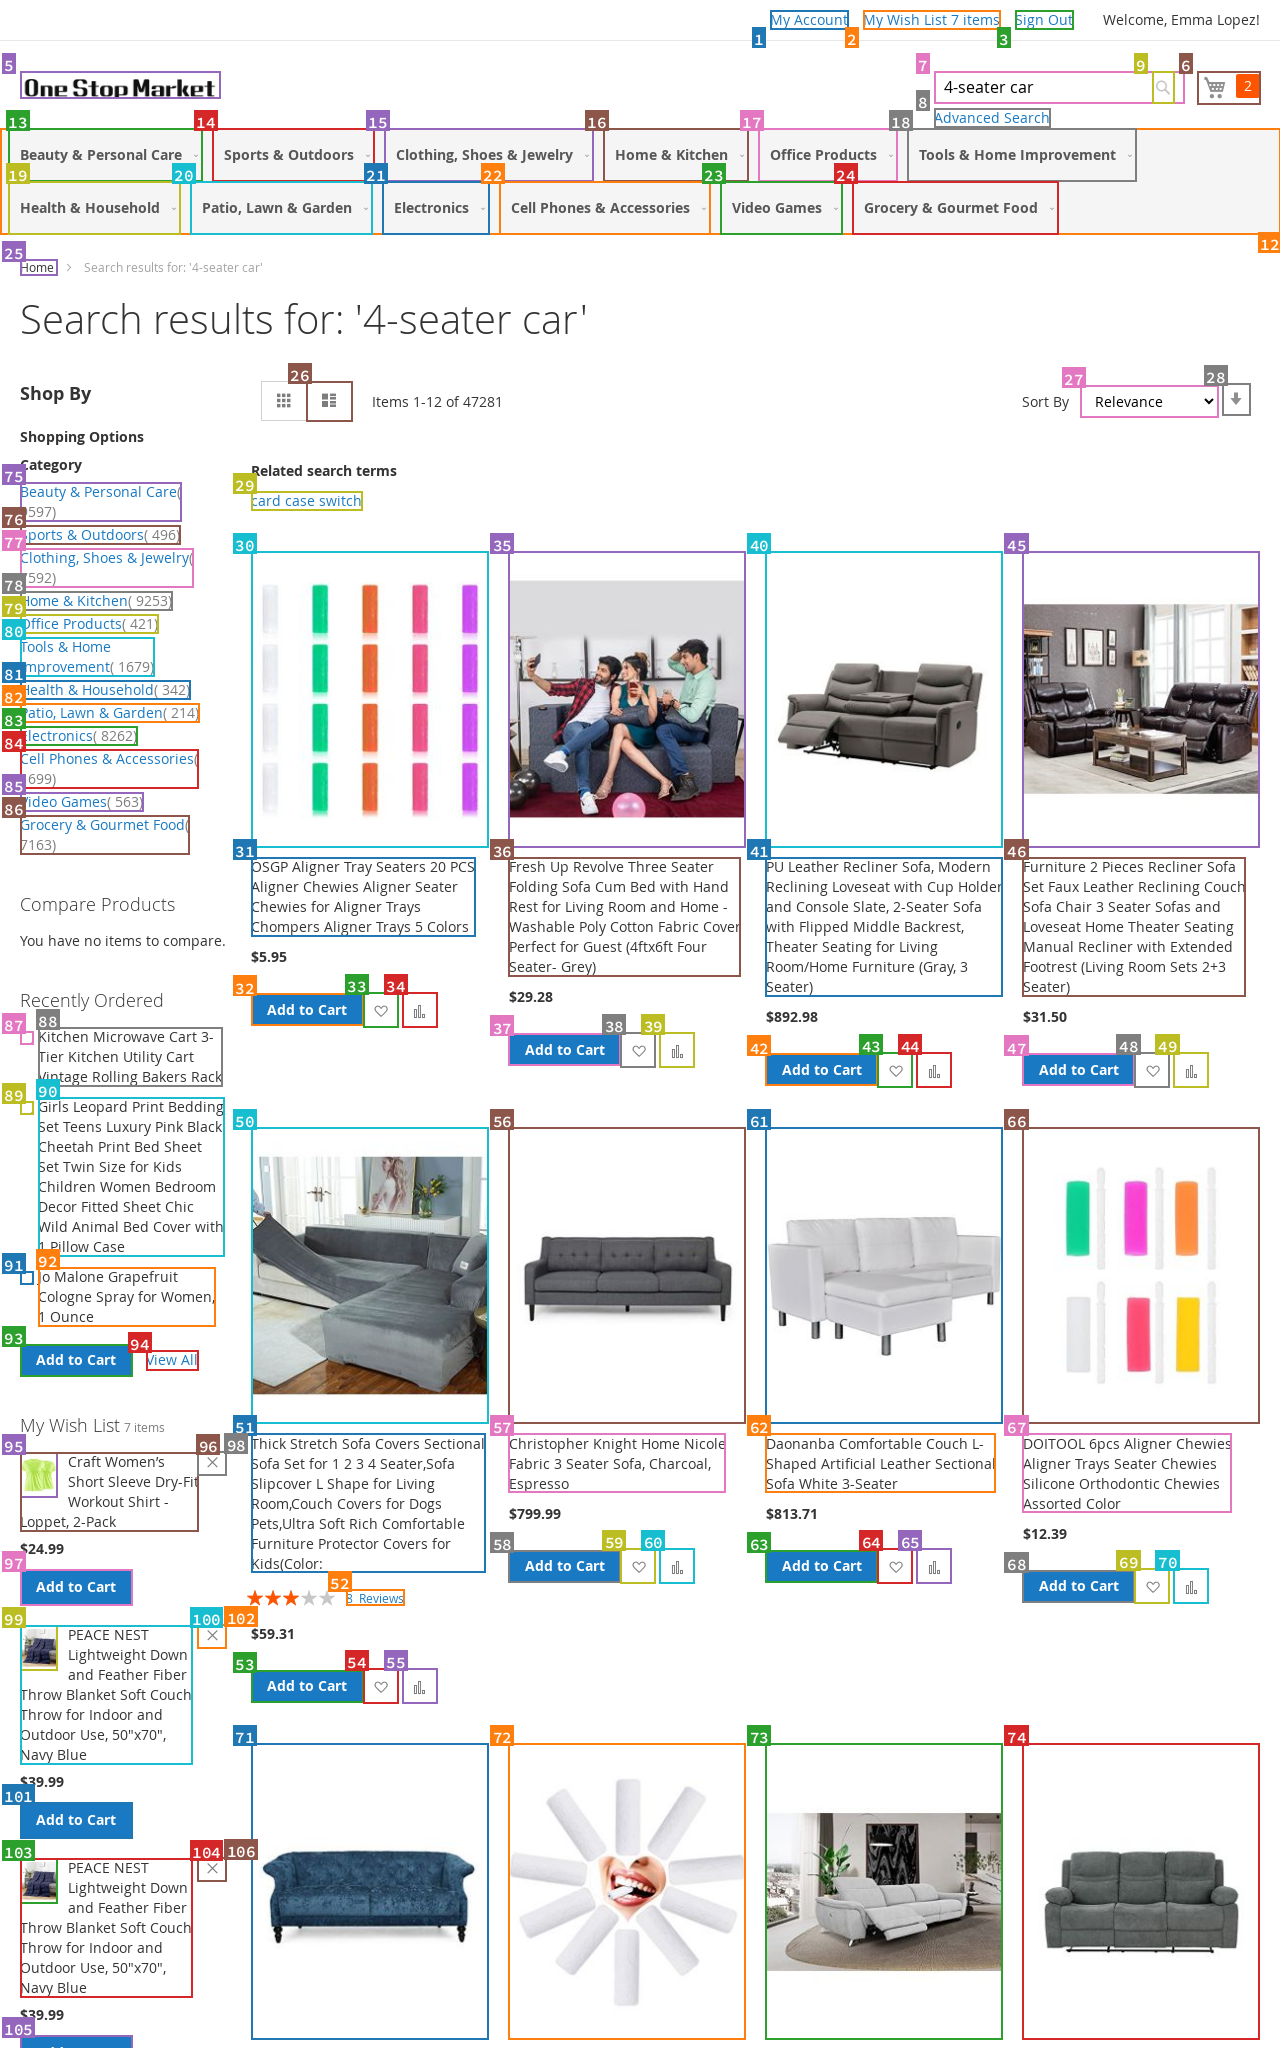 My Account
My Wish List 7 items
Sign Out
Welcome, Emma Lopez!
1
2
3
5
One Stop Market
7
4-seater car
9
6
2
8
Advanced Search
13
Beauty & Personal Care
14
Sports & Outdoors
15
Clothing, Shoes & Jewelry
16
Home & Kitchen
17
Office Products
18
Tools & Home Improvement
19
Health & Household
20
Patio, Lawn & Garden
21
Electronics
22
Cell Phones & Accessories
23
Video Games
24
Grocery & Gourmet Food
12
25
Home
Search results for: '4-seater car'
Search results for: '4-seater car'
Shop By
26
Items 1-12 of 47281
Sort By
27
Relevance
28
Shopping Options
Category
75
Beauty & Personal Care(
597)
76
Sports & Outdoors( 496)
77
Clothing, Shoes & Jewelry(
592)
78
Home & Kitchen( 9253)
79
Office Products( 421)
80
Tools & Home
Improvement( 1679)
81
Health & Household( 342)
82
Patio, Lawn & Garden( 214)
83
Electronics( 8262)
84
Cell Phones & Accessories(
699)
85
Video Games( 563)
86
Grocery & Gourmet Food(
7163)
Compare Products
You have no items to compare.
Recently Ordered
87
88
Kitchen Microwave Cart 3-
Tier Kitchen Utility Cart
Vintage Rolling Bakers Rack
89
90
Girls Leopard Print Bedding
Set Teens Luxury Pink Black
Cheetah Print Bed Sheet
Set Twin Size for Kids
Children Women Bedroom
Decor Fitted Sheet Chic
Wild Animal Bed Cover with
1 Pillow Case
91
92
Jo Malone Grapefruit
Cologne Spray for Women,
1 Ounce
93
Add to Cart
94
View All
My Wish List 7 items
95
96
98
Craft Women's
Short Sleeve Dry-Fit
Workout Shirt -
Loppet, 2-Pack
$24.99
97
Add to Cart
99
100
102
PEACE NEST
Lightweight Down
and Feather Fiber
Throw Blanket Soft Couch
Throw for Indoor and
Outdoor Use, 50"x70",
Navy Blue
$39.99
101
Add to Cart
103
104
106
PEACE NEST
Lightweight Down
and Feather Fiber
Throw Blanket Soft Couch
Throw for Indoor and
Outdoor Use, 50"x70",
Navy Blue
$39.99
105
Related search terms
29
card case switch
30
31
OSGP Aligner Tray Seaters 20 PCS
Aligner Chewies Aligner Seater
Chewies for Aligner Trays
Chompers Aligner Trays 5 Colors
$5.95
32
Add to Cart
33
34
35
36
Fresh Up Revolve Three Seater
Folding Sofa Cum Bed with Hand
Rest for Living Room and Home -
Washable Poly Cotton Fabric Cover
Perfect for Guest (4ftx6ft Four
Seater- Grey)
$29.28
37
Add to Cart
38
39
40
41
PU Leather Recliner Sofa, Modern
Reclining Loveseat with Cup Holder
and Console Slate, 2-Seater Sofa
with Flipped Middle Backrest,
Theater Seating for Living
Room/Home Furniture (Gray, 3
Seater)
$892.98
42
Add to Cart
43
44
45
46
Furniture 2 Pieces Recliner Sofa
Set Faux Leather Reclining Couch
Sofa Chair 3 Seater Sofas and
Loveseat Home Theater Seating
Manual Recliner with Extended
Footrest (Living Room Sets 2+3
Seater)
$31.50
47
Add to Cart
48
49
50
51
Thick Stretch Sofa Covers Sectional
Sofa Set for 1 2 3 4 Seater,Sofa
Slipcover L Shape for Living
Room,Couch Covers for Dogs
Pets,Ultra Soft Rich Comfortable
Furniture Protector Covers for
Kids(Color:
52
3 Reviews
$59.31
53
Add to Cart
54
55
56
57
Christopher Knight Home Nicole
Fabric 3 Seater Sofa, Charcoal,
Espresso
$799.99
58
Add to Cart
59
60
61
62
Daonanba Comfortable Couch L-
Shaped Artificial Leather Sectional
Sofa White 3-Seater
$813.71
63
Add to Cart
64
65
66
67
DOITOOL 6pcs Aligner Chewies
Aligner Trays Seater Chewies
Silicone Orthodontic Chewies
Assorted Color
$12.39
68
Add to Cart
69
70
71
72
73
74